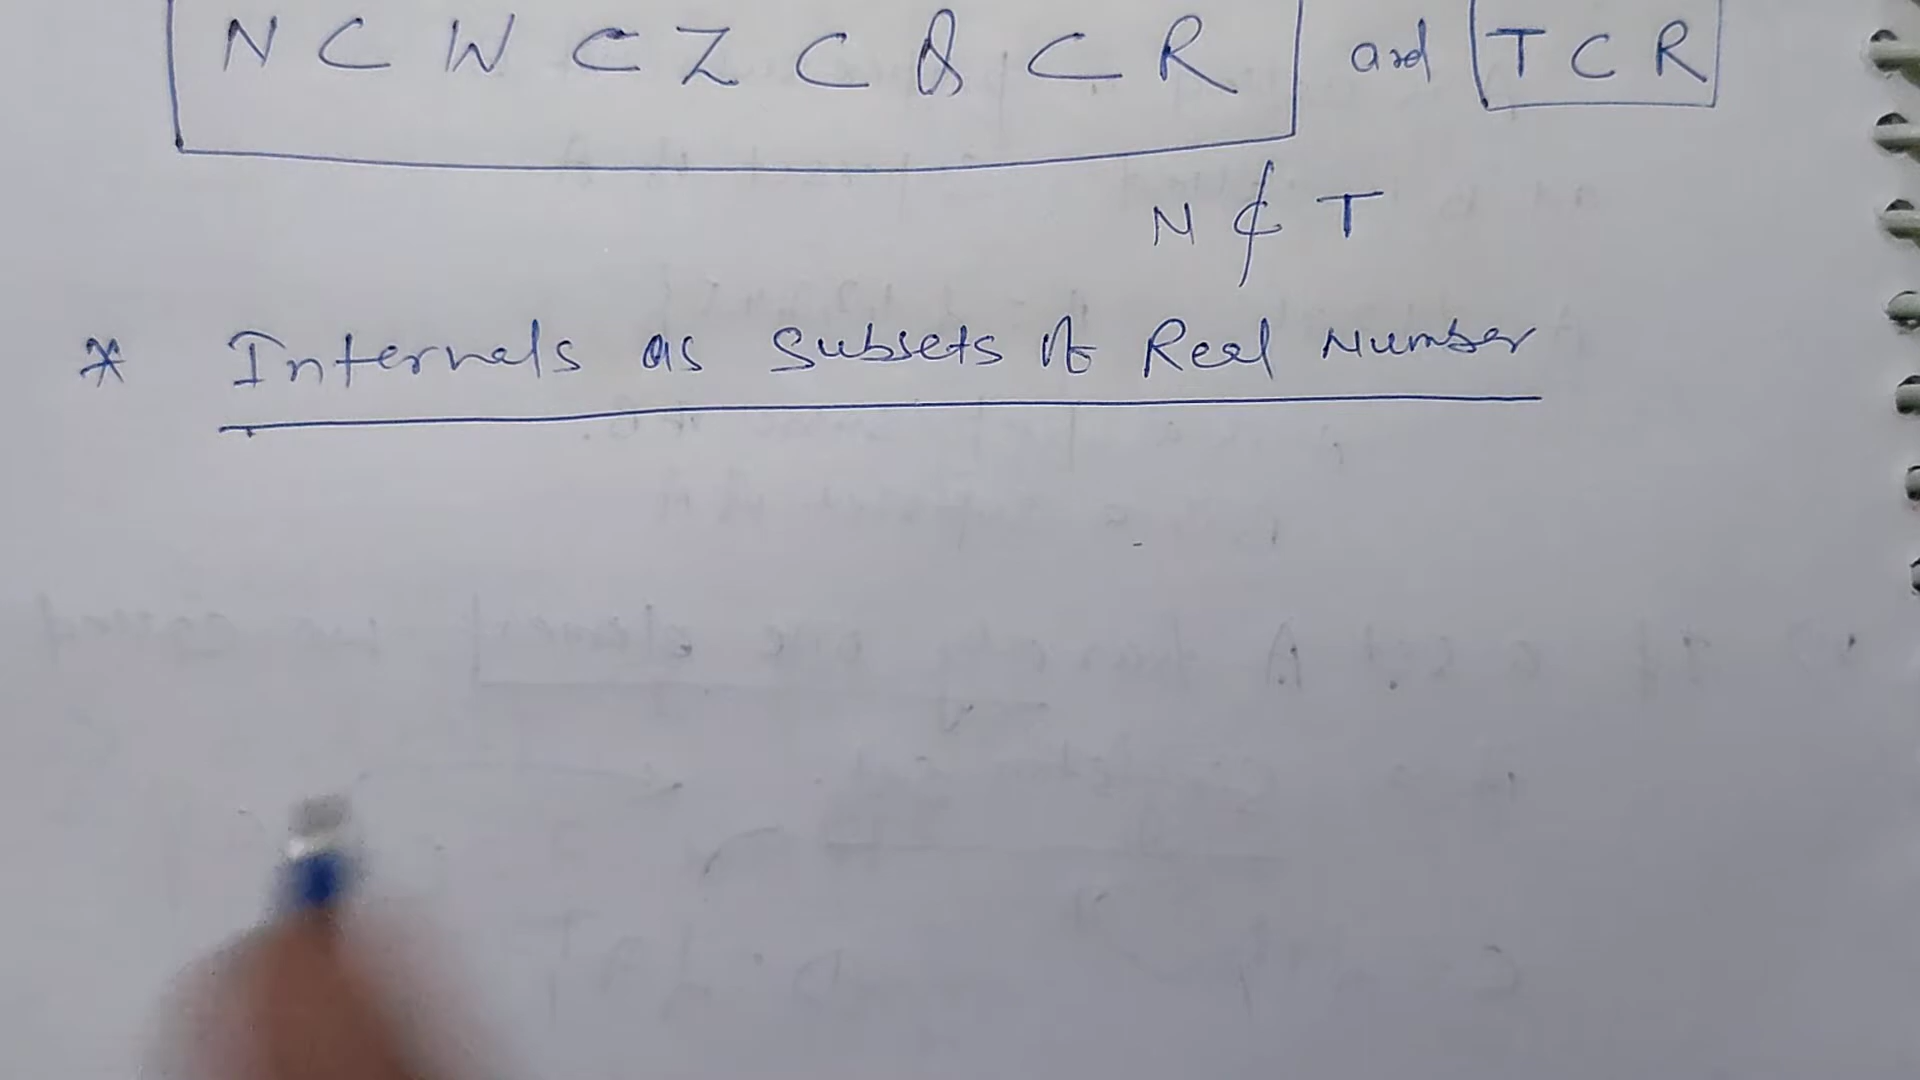 N ⊂ W ⊂ Z ⊂ Q ⊂ R and T ⊂ R
N ⊄ T
* Intervals as Subsets of Real Number